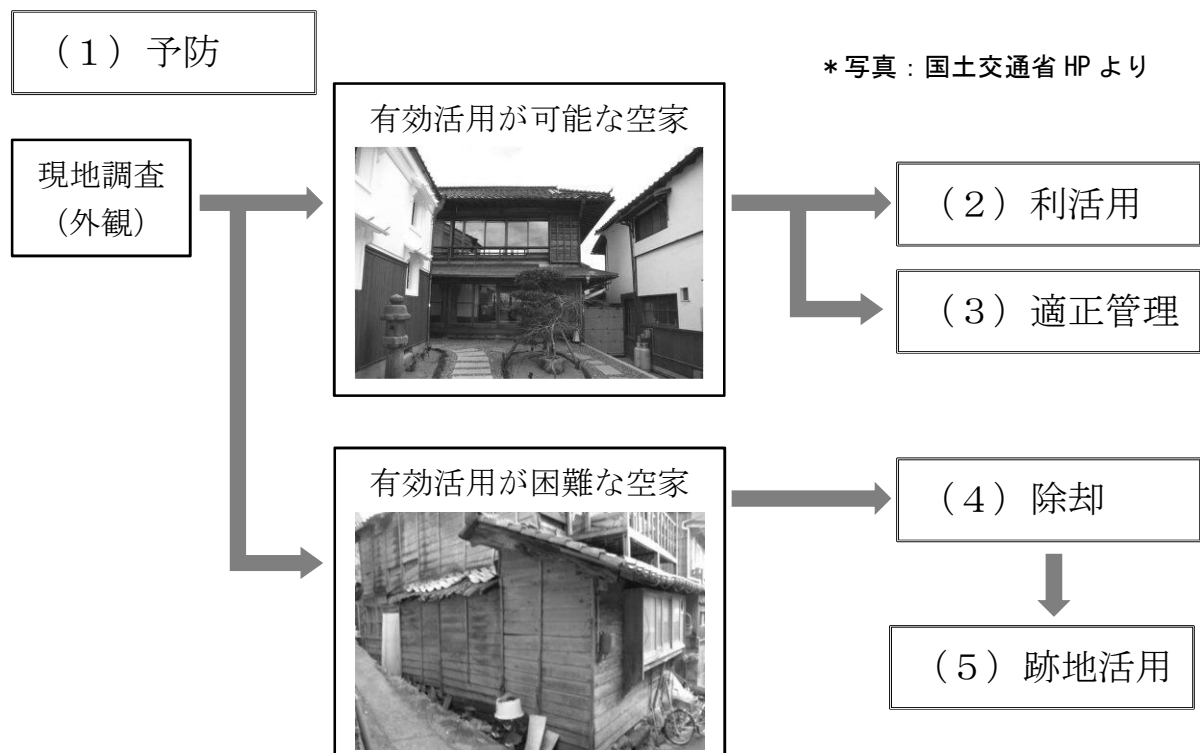 (1)予防
*写真:国土交通省HPより
現地調査
(外観)
有効活用が可能な空家
(2)利活用
(3)適正管理
有効活用が困難な空家
(4)除却
(5)跡地活用